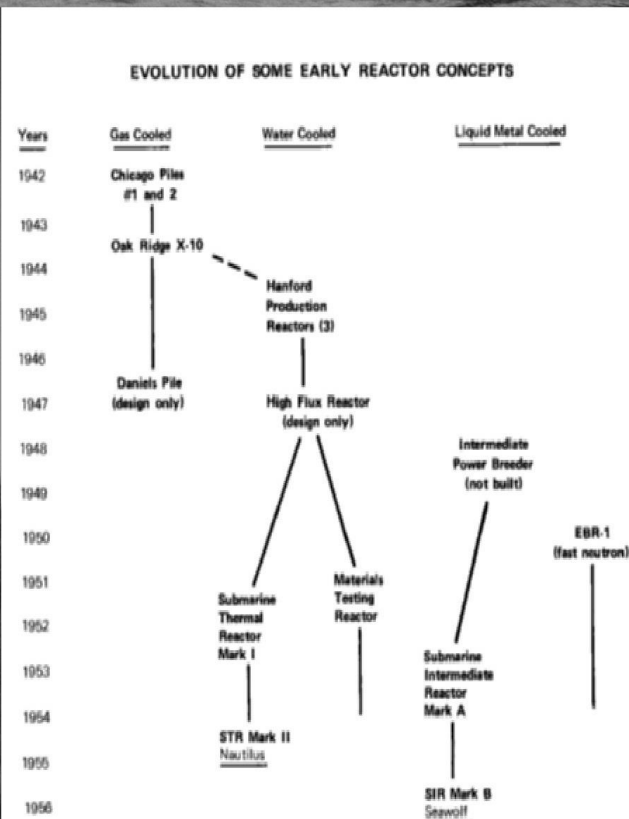 EVOLUTION OF SOME EARLY REACTOR CONCEPTS
Years Gas Cooled Water Cooled Liquid Metal Cooled
1942 Chicago Piles
#1 and 2
1943
Oak Ridge X-10
1944
Hanford
Production
Reactors (3)
1945
1946
Daniels Pile
(design only)
1947
High Flux Reactor
(design only)
1948
Intermediate
Power Breeder
(not built)
1949
1950
EBR-1
(fast neutron)
1951
Submarine
Thermal
Reactor
Mark I
Materials
Testing
Reactor
1952
1953
Submarine
Intermediate
Reactor
Mark A
1954
STR Mark II
Nautilus
1955
SIR Mark B
Seawolf
1956